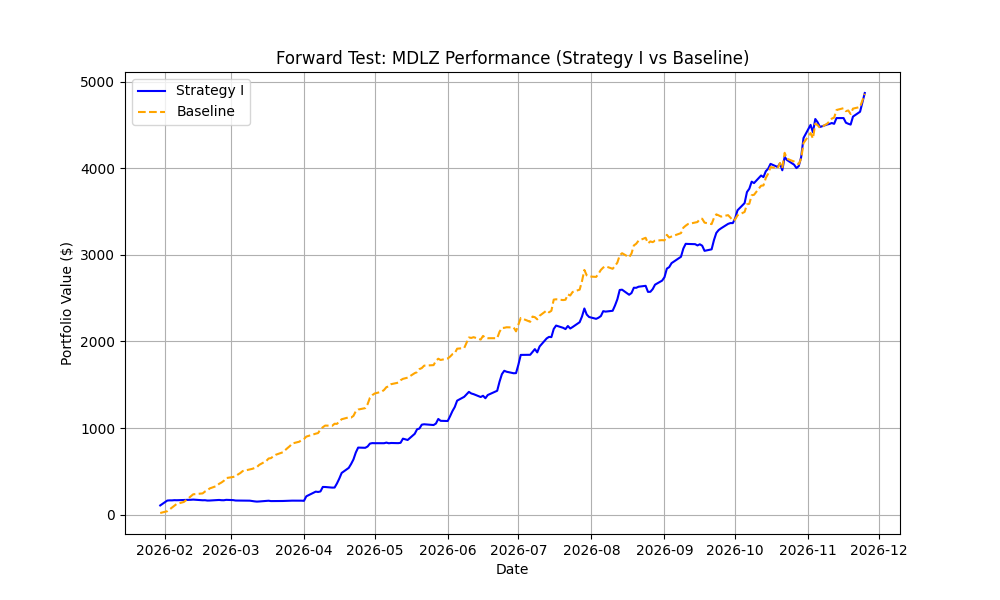 Forward Test: MDLZ Performance (Strategy I vs Baseline)
Strategy I
Baseline
Portfolio Value ($)
5000
4000
3000
2000
1000
0
2026-02 2026-03 2026-04 2026-05 2026-06 2026-07 2026-08 2026-09 2026-10 2026-11 2026-12
Date